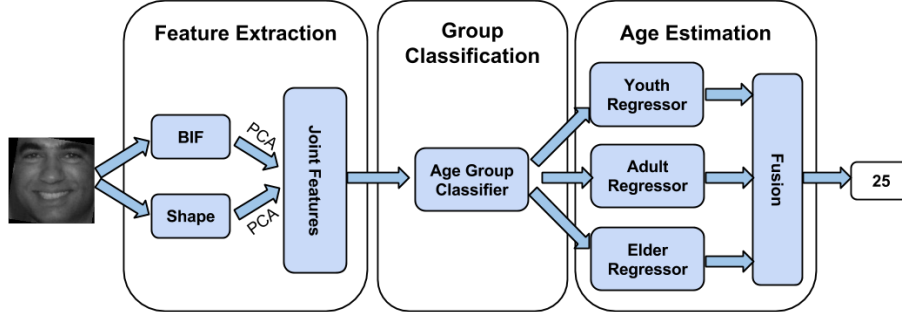 Feature Extraction
Group
Classification
Age Estimation
BIF
PCA
Shape
PCA
Joint Features
Age Group
Classifier
Youth
Regressor
Adult
Regressor
Elder
Regressor
Fusion
25